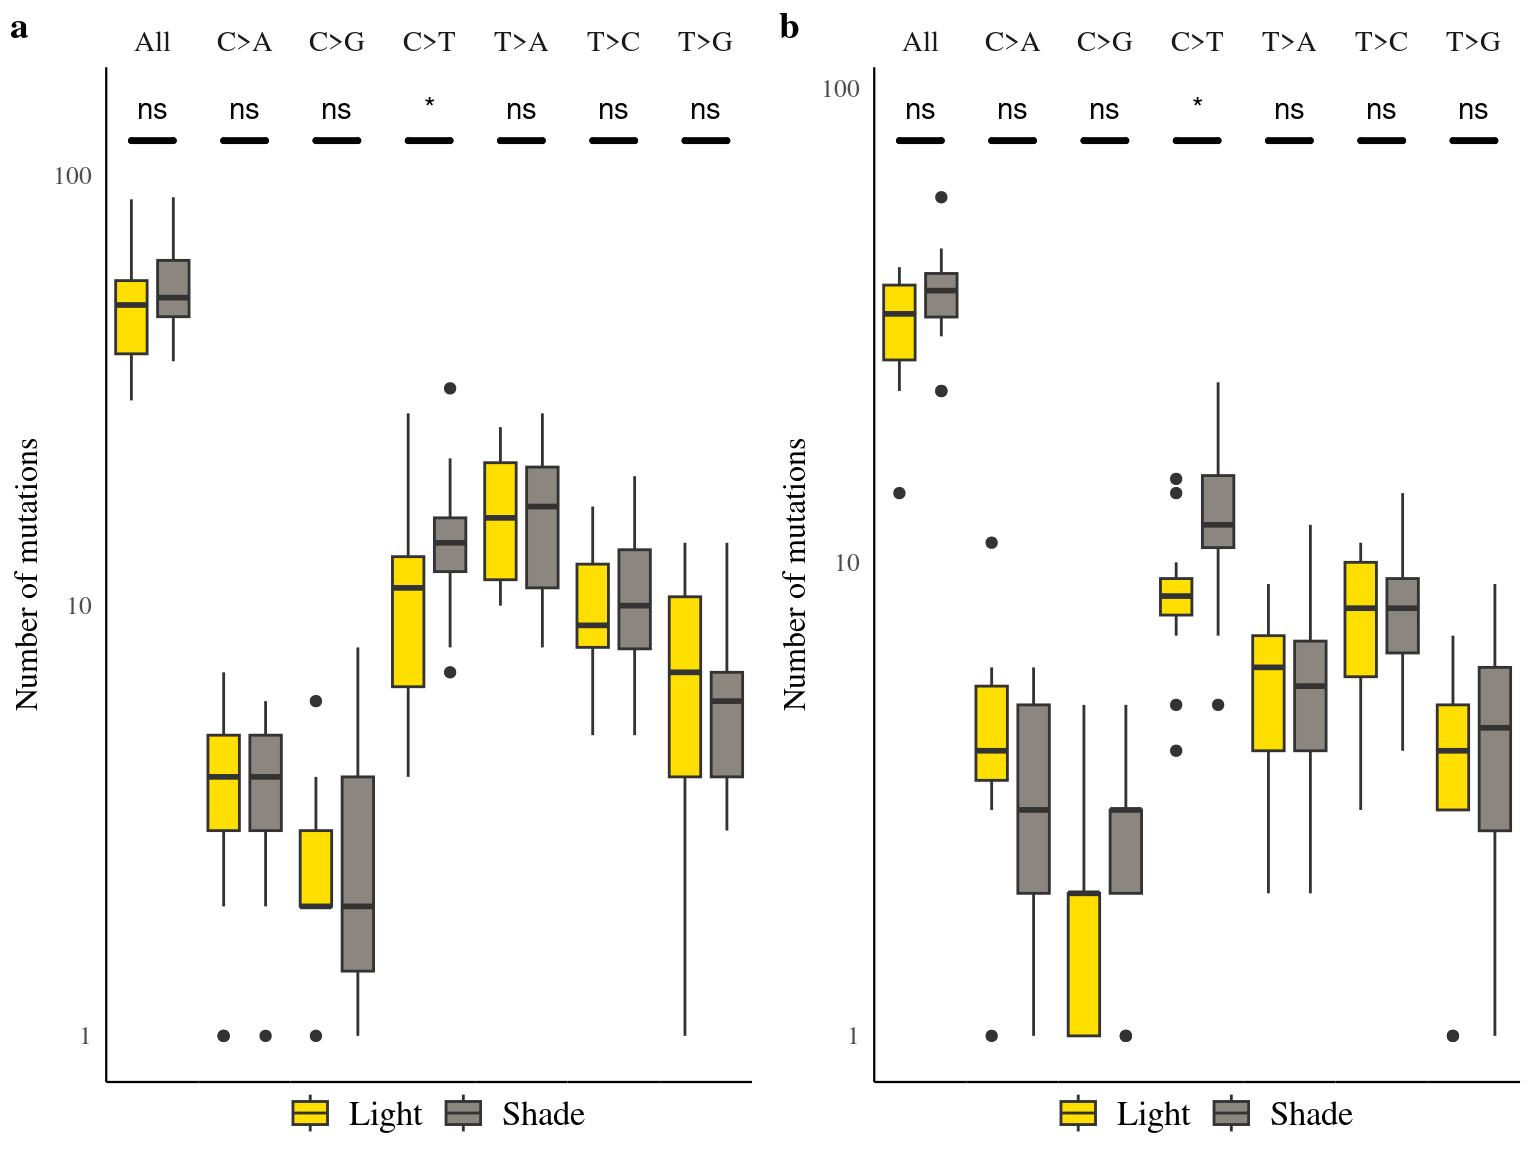 a
All C>A C>G C>T T>A T>C T>G
ns ns ns * ns ns ns
100
10
1
Number of mutations
Light Shade
b
All C>A C>G C>T T>A T>C T>G
ns ns ns * ns ns ns
100
10
1
Number of mutations
Light Shade